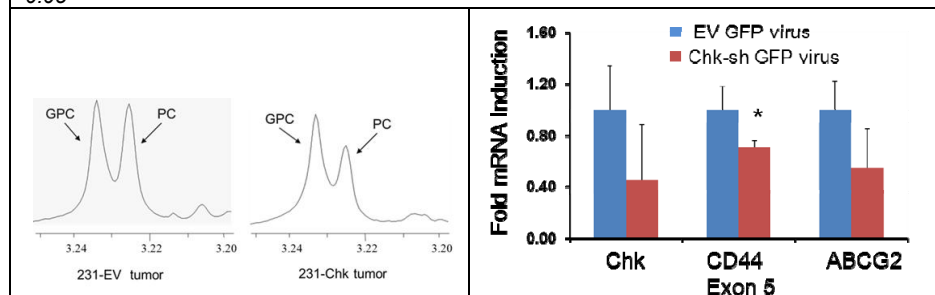 GPC
PC
3.24
3.22
3.20
231-EV tumor
GPC
PC
3.24
3.22
3.20
231-Chk tumor
EV GFP virus
Chk-sh GFP virus
Fold mRNA Induction
1.60
1.20
0.80
0.40
0.00
*
Chk
CD44
Exon 5
ABCG2